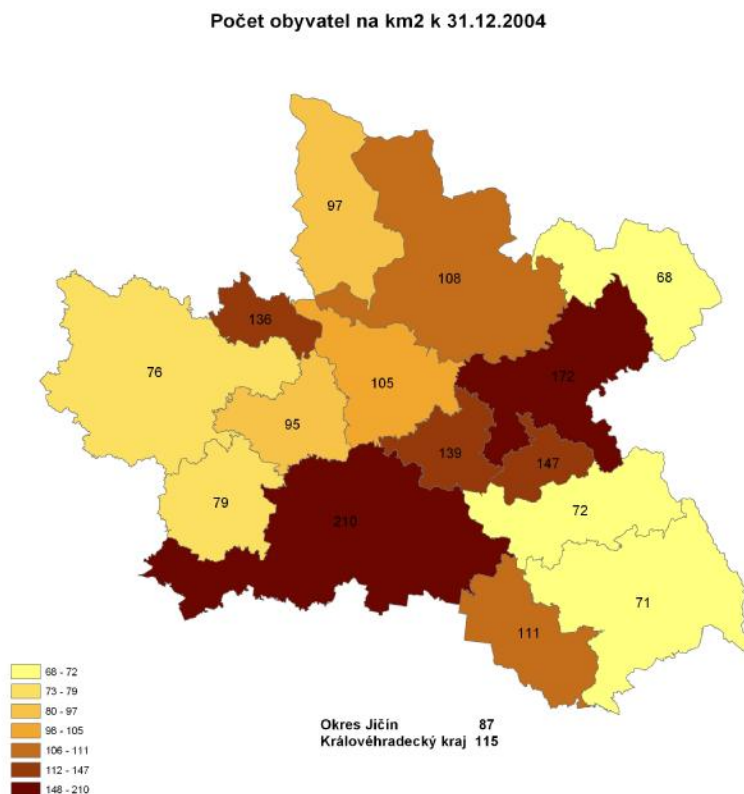 Počet obyvatel na km2 k 31.12.2004
97
108
68
136
76
105
172
95
139
147
79
210
72
71
111
68 - 72
73 - 79
80 - 97
98 - 105
106 - 111
112 - 147
148 - 210
Okres Jičín 87
Královéhradecký kraj 115